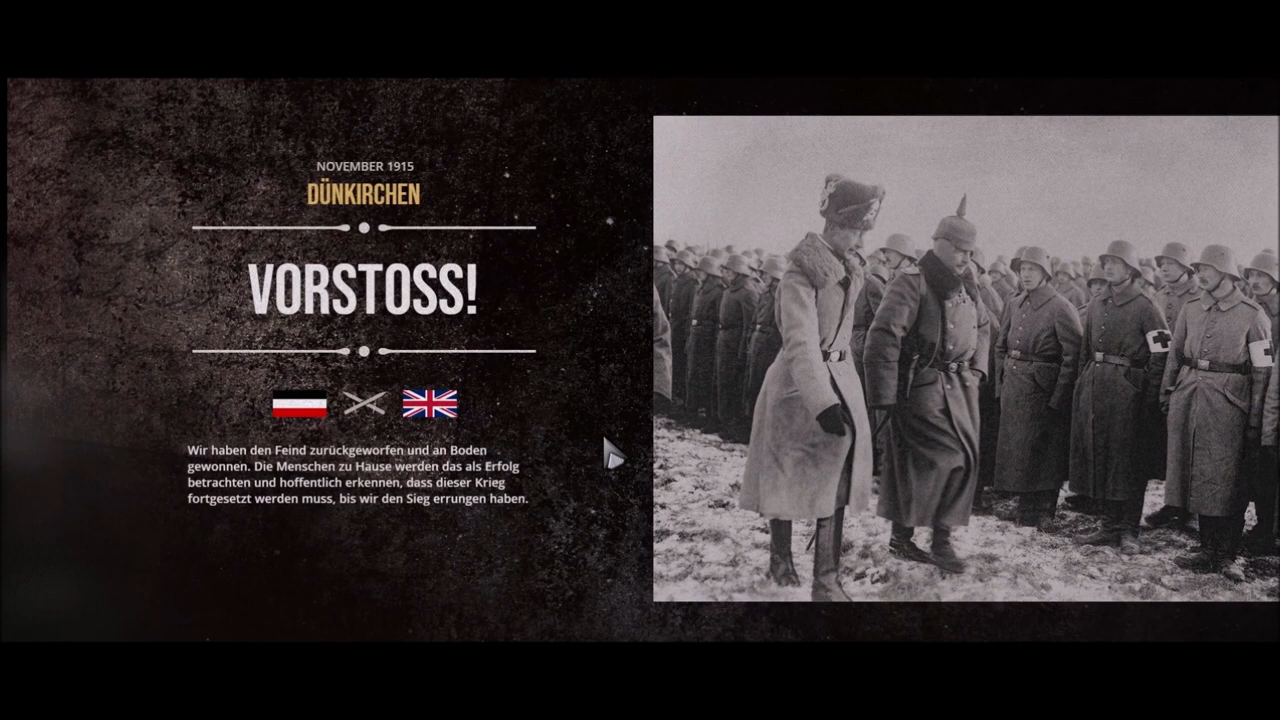 NOVEMBER 1915
DÜNKIRCHEN
VORSTOSS!
Wir haben den Feind zurückgeworfen und an Boden
gewonnen. Die Menschen zu Hause werden das als Erfolg
betrachten und hoffentlich erkennen, dass dieser Krieg
fortgesetzt werden muss, bis wir den Sieg errungen haben.